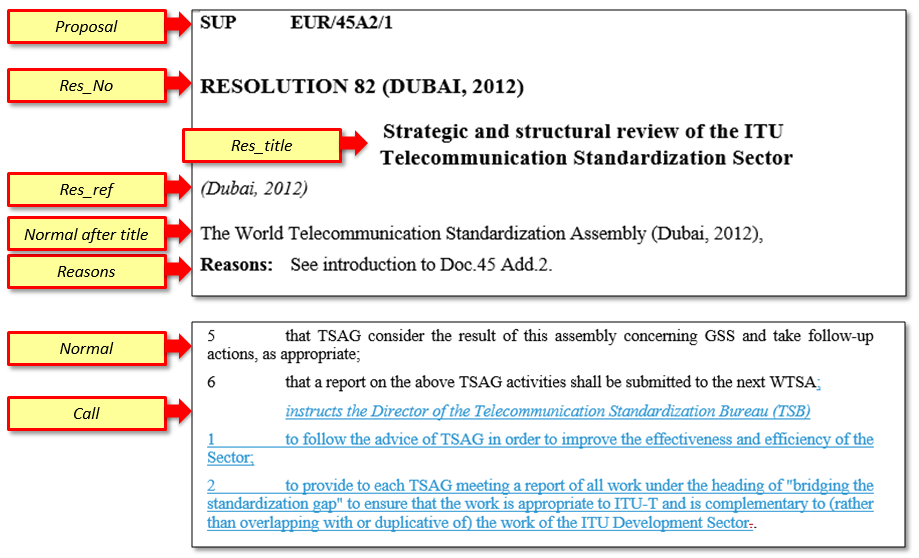 Proposal
SUP EUR/45A2/1
Res_No
RESOLUTION 82 (DUBAI, 2012)
Res_title
Strategic and structural review of the ITU
Telecommunication Standardization Sector
Res_ref
(Dubai, 2012)
Normal after title
The World Telecommunication Standardization Assembly (Dubai, 2012),
Reasons
Reasons: See introduction to Doc.45 Add.2.
Normal
5 that TSAG consider the result of this assembly concerning GSS and take follow-up
actions, as appropriate;
6 that a report on the above TSAG activities shall be submitted to the next WTSA;
Call
instructs the Director of the Telecommunication Standardization Bureau (TSB)
1 to follow the advice of TSAG in order to improve the effectiveness and efficiency of the
Sector;
2 to provide to each TSAG meeting a report of all work under the heading of "bridging the
standardization gap" to ensure that the work is appropriate to ITU-T and is complementary to (rather
than overlapping with or duplicative of) the work of the ITU Development Sector..